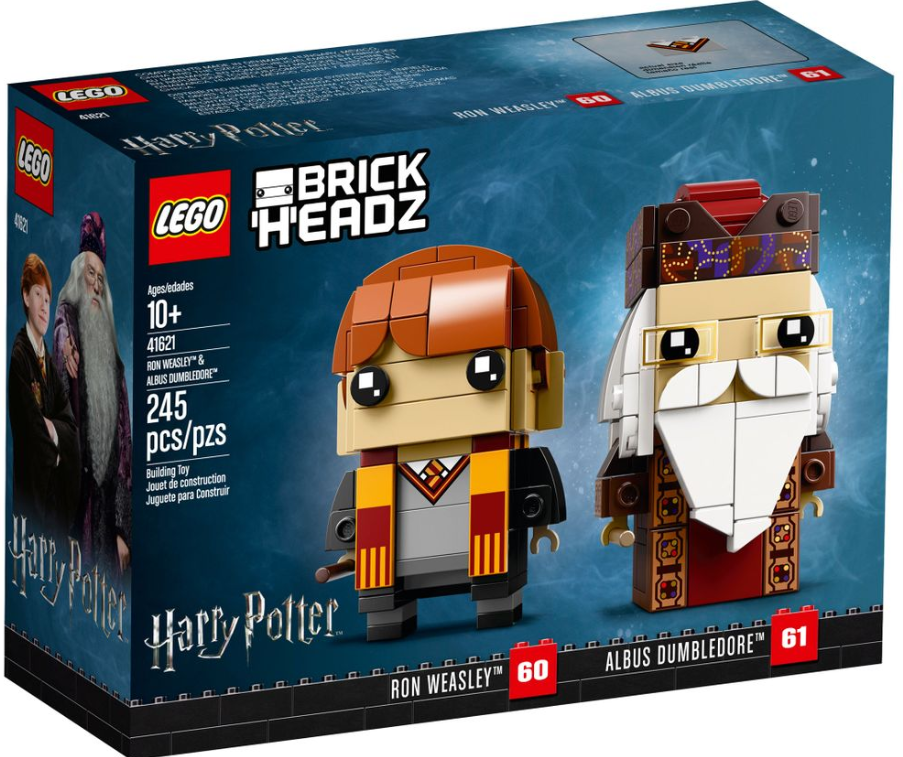 LEGO
41621
Harry Potter
RON WEASLEY™ 60 ALBUS DUMBLEDORE™ 61
LEGO
41621
Harry Potter
LEGO
BRICK
HEADZ
Ages/edades
10+
41621
RON WEASLEY™ &
ALBUS DUMBLEDORE™
245
pcs/pzs
Building Toy
Jouet de construction
Juguete para Construir
Harry Potter™
RON WEASLEY™ 60
ALBUS DUMBLEDORE™ 61